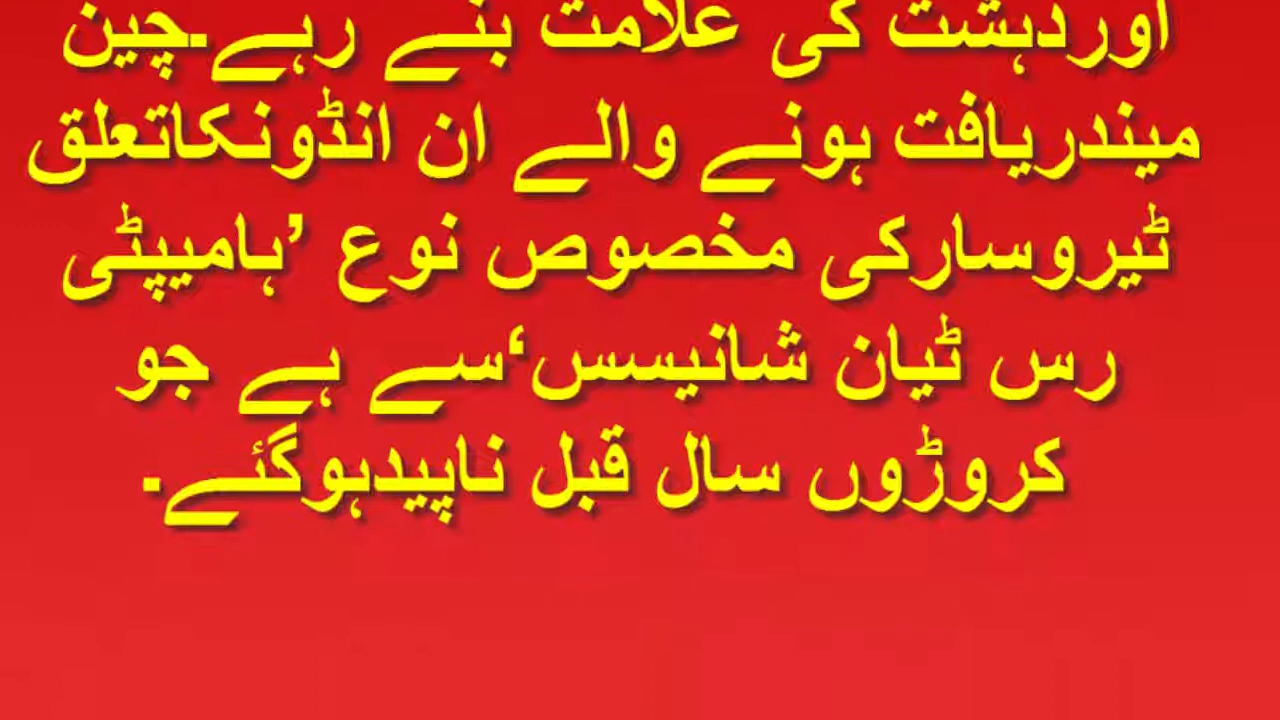 اوردہشت کی علامت بنے رہے۔چین
میندریافت ہونے والے ان انڈونکاتعلق
ٹیروسارکی مخصوص نوع ’ہامیپٹی
رس ٹیان شانیسس‘سے ہے جو
کروڑوں سال قبل ناپیدہوگئے۔